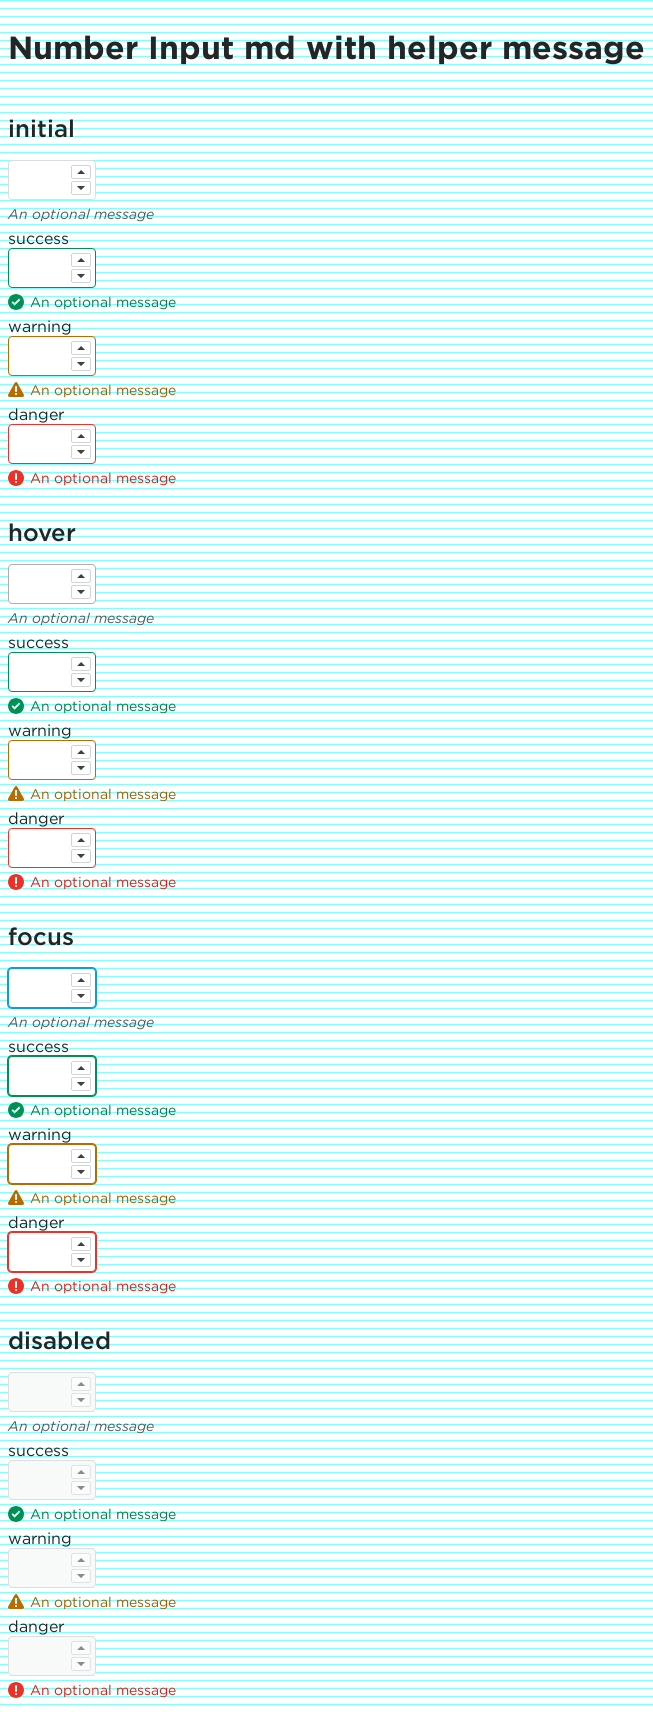 Number Input md with helper message
initial
An optional message
success
An optional message
warning
An optional message
danger
An optional message
hover
An optional message
success
An optional message
warning
An optional message
danger
An optional message
focus
An optional message
success
An optional message
warning
An optional message
danger
An optional message
disabled
An optional message
success
An optional message
warning
An optional message
danger
An optional message